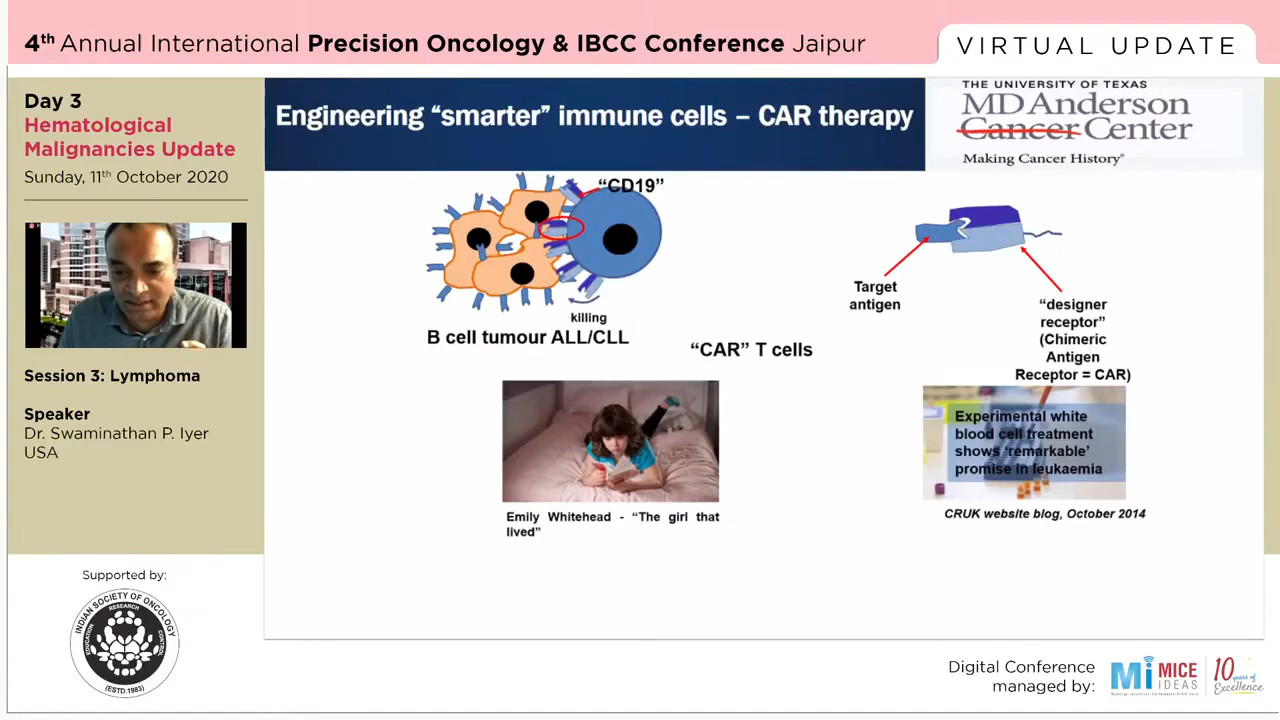 4th Annual International Precision Oncology & IBCC Conference Jaipur
VIRTUAL UPDATE
Day 3
Hematological
Malignancies Update
Sunday, 11th October 2020
Session 3: Lymphoma
Speaker
Dr. Swaminathan P. Iyer
USA
Supported by:
INDIAN SOCIETY OF ONCOLOGY
EDUCATION
RESEARCH
CONTROL
(ESTD.1983)
Engineering “smarter” immune cells – CAR therapy
THE UNIVERSITY OF TEXAS
MD Anderson
Cancer Center
Making Cancer History®
“CD19”
killing
B cell tumour ALL/CLL
“CAR” T cells
Target
antigen
“designer
receptor”
(Chimeric
Antigen
Receptor = CAR)
Emily Whitehead - “The girl that
lived”
Experimental white
blood cell treatment
shows ‘remarkable’
promise in leukaemia
CRUK website blog, October 2014
Digital Conference
managed by:
Mi MICE
IDEAS
10 years of
Excellence